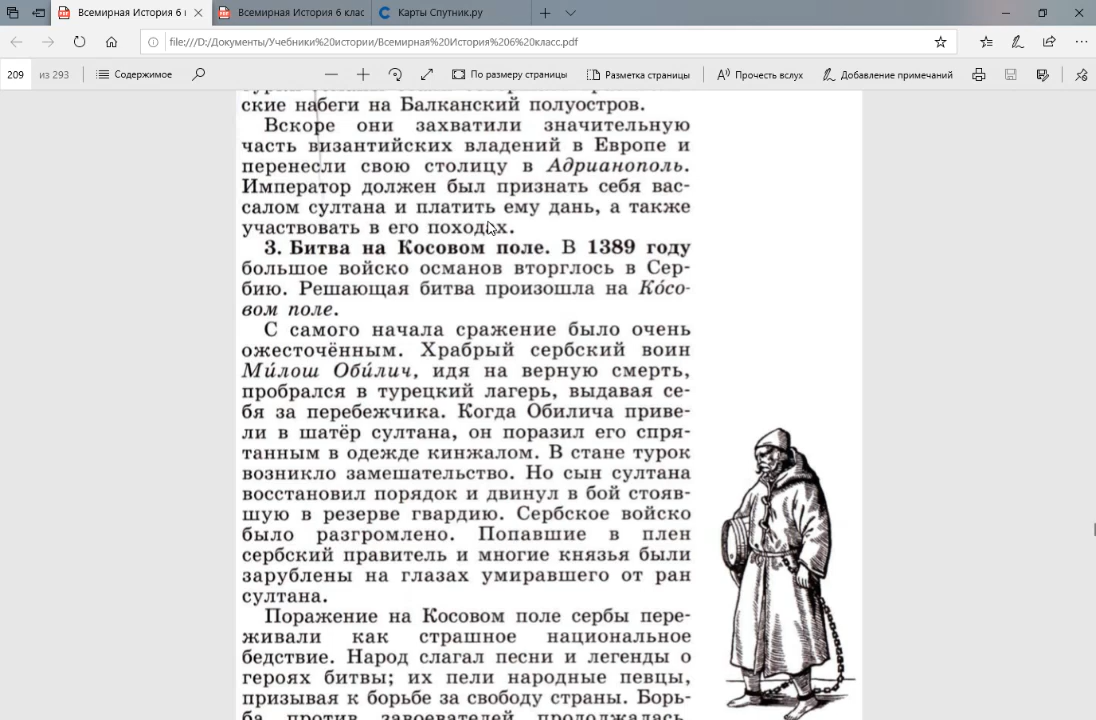 Всемирная История 6 к
Всемирная История 6 клас
Карты Спутник.ру
file:///D:/Документы/Учебники%20истории/Всемирная%20История%206%20класс.pdf
209 из 293
Содержимое
По размеру страницы
Разметка страницы
Прочесть вслух
Добавление примечаний
ские набеги на Балканский полуостров.
Вскоре они захватили значительную
часть византийских владений в Европе и
перенесли свою столицу в Адрианополь.
Император должен был признать себя вас-
салом султана и платить ему дань, а также
участвовать в его походах.
3. Битва на Косовом поле. В 1389 году
большое войско османов вторглось в Сер-
бию. Решающая битва произошла на Ко́со-
вом поле.
С самого начала сражение было очень
ожесточённым. Храбрый сербский воин
Ми́лош Оби́лич, идя на верную смерть,
пробрался в турецкий лагерь, выдавая се-
бя за перебежчика. Когда Обилича приве-
ли в шатёр султана, он поразил его спря-
танным в одежде кинжалом. В стане турок
возникло замешательство. Но сын султана
восстановил порядок и двинул в бой стояв-
шую в резерве гвардию. Сербское войско
было разгромлено. Попавшие в плен
сербский правитель и многие князья были
зарублены на глазах умиравшего от ран
султана.
Поражение на Косовом поле сербы пере-
живали как страшное национальное
бедствие. Народ слагал песни и легенды о
героях битвы; их пели народные певцы,
призывая к борьбе за свободу страны. Борь-
ба против завоевателей продолжалась